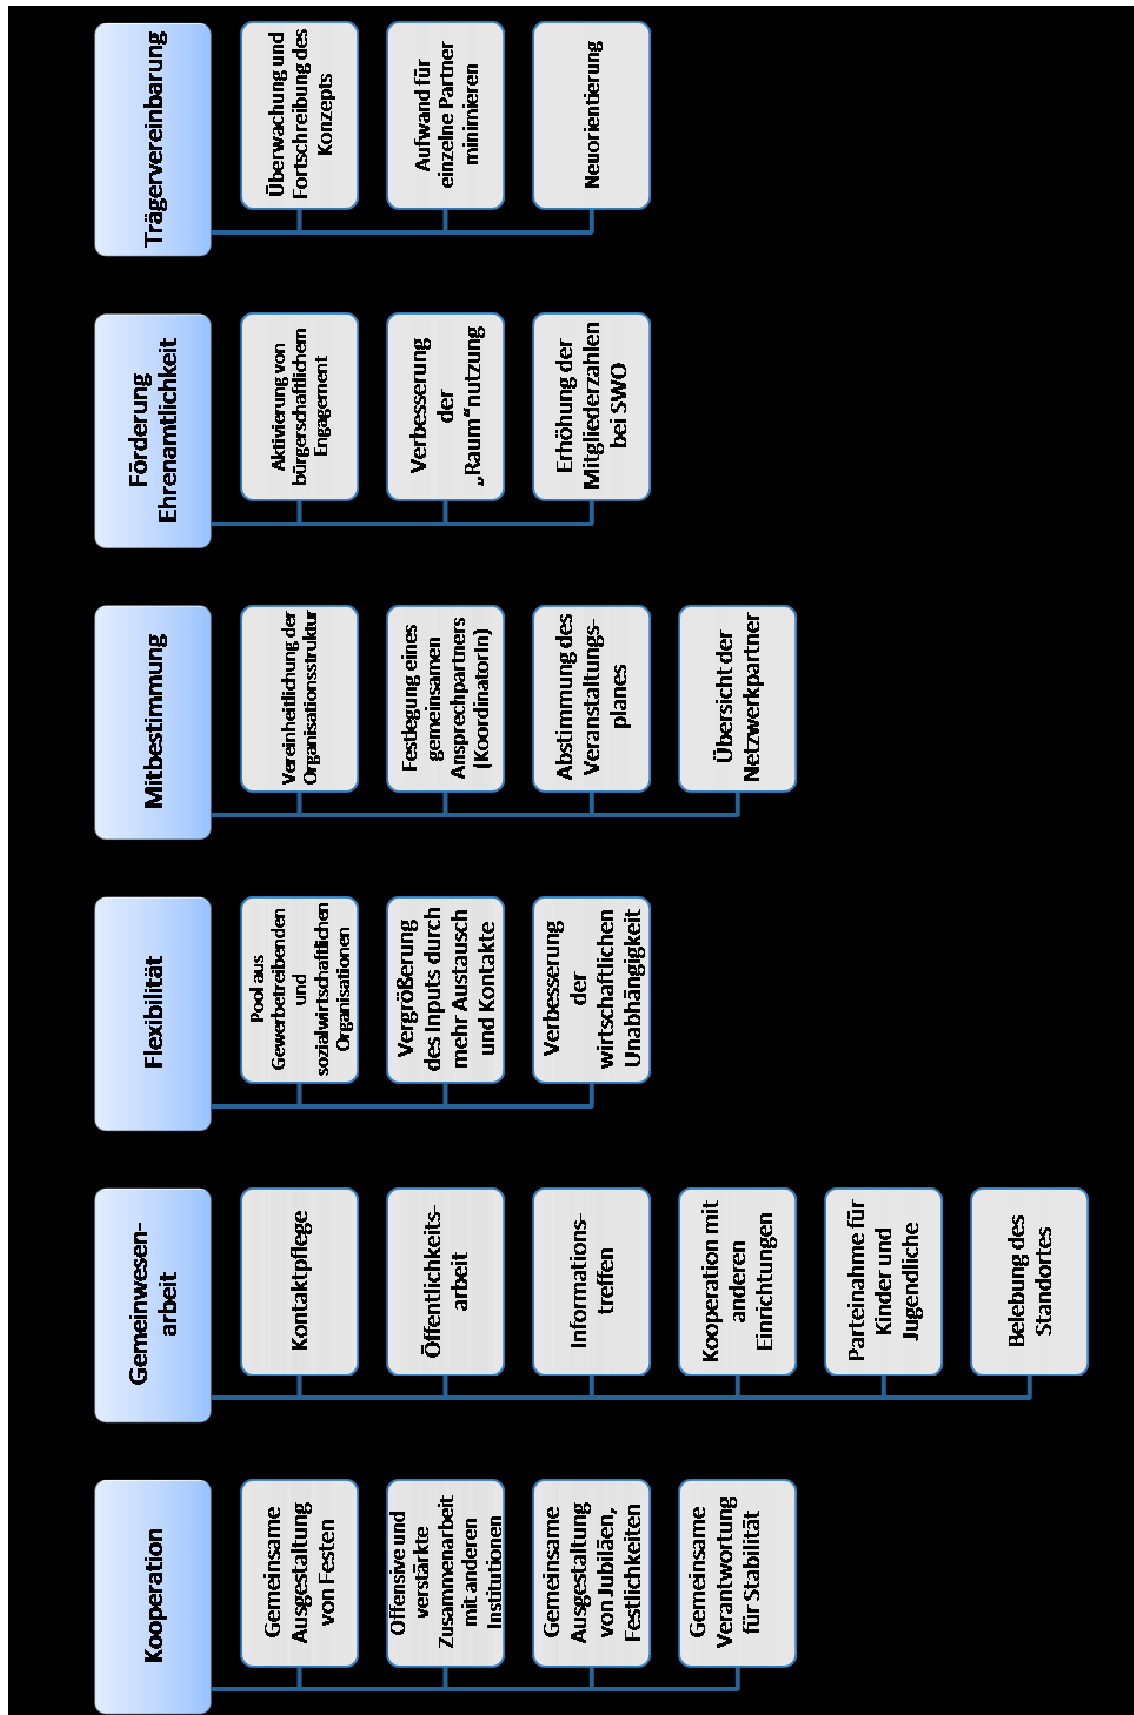 Kooperation
Gemeinsame
Ausgestaltung
von Festen
Offensive und
verstärkte
Zusammenarbeit
mit anderen
Institutionen
Gemeinsame
Ausgestaltung
von Jubiläen,
Festlichkeiten
Gemeinsame
Verantwortung
für Stabilität
Gemeinwesen-
arbeit
Kontaktpflege
Öffentlichkeits-
arbeit
Informations-
treffen
Kooperation mit
anderen
Einrichtungen
Parteinahme für
Kinder und
Jugendliche
Belebung des
Standortes
Flexibilität
Pool aus
Gewerbetreibenden
und
sozialwirtschaftlichen
Organisationen
Vergrößerung
des Inputs durch
mehr Austausch
und Kontakte
Verbesserung
der
wirtschaftlichen
Unabhängigkeit
Mitbestimmung
Vereinheitlichung der
Organisationsstruktur
Festlegung eines
gemeinsamen
Ansprechpartners
(KoordinatorIn)
Abstimmung des
Veranstaltungs-
planes
Übersicht der
Netzwerkpartner
Förderung
Ehrenamtlichkeit
Aktivierung von
bürgerschaftlichem
Engagement
Verbesserung
der
„Raum“nutzung
Erhöhung der
Mitgliederzahlen
bei SWO
Trägervereinbarung
Überwachung und
Fortschreibung des
Konzepts
Aufwand für
einzelne Partner
minimieren
Neuorientierung